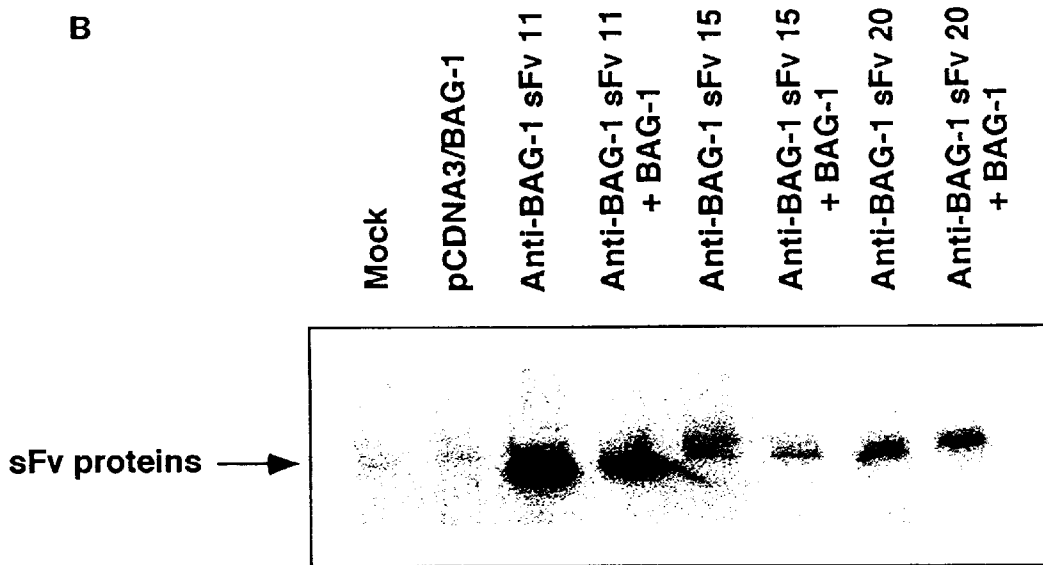 B
Mock
pCDNA3/BAG-1
Anti-BAG-1 sFv 11
Anti-BAG-1 sFv 11
+ BAG-1
Anti-BAG-1 sFv 15
Anti-BAG-1 sFv 15
+ BAG-1
Anti-BAG-1 sFv 20
Anti-BAG-1 sFv 20
+ BAG-1
sFv proteins